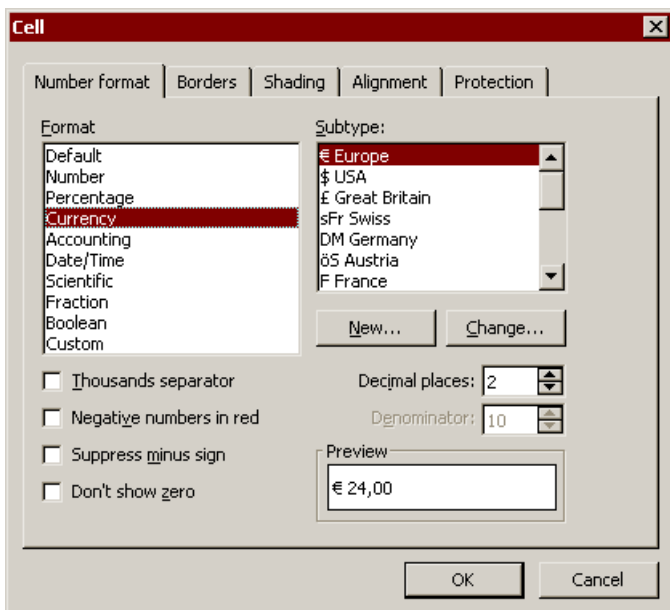 Cell
Number format Borders Shading Alignment Protection
Format
Default
Number
Percentage
Currency
Accounting
Date/Time
Scientific
Fraction
Boolean
Custom
Subtype:
€ Europe
$ USA
£ Great Britain
sFr Swiss
DM Germany
öS Austria
F France
New... Change...
Thousands separator
Negative numbers in red
Suppress minus sign
Don't show zero
Decimal places: 2
Denominator: 10
Preview
€ 24,00
OK Cancel